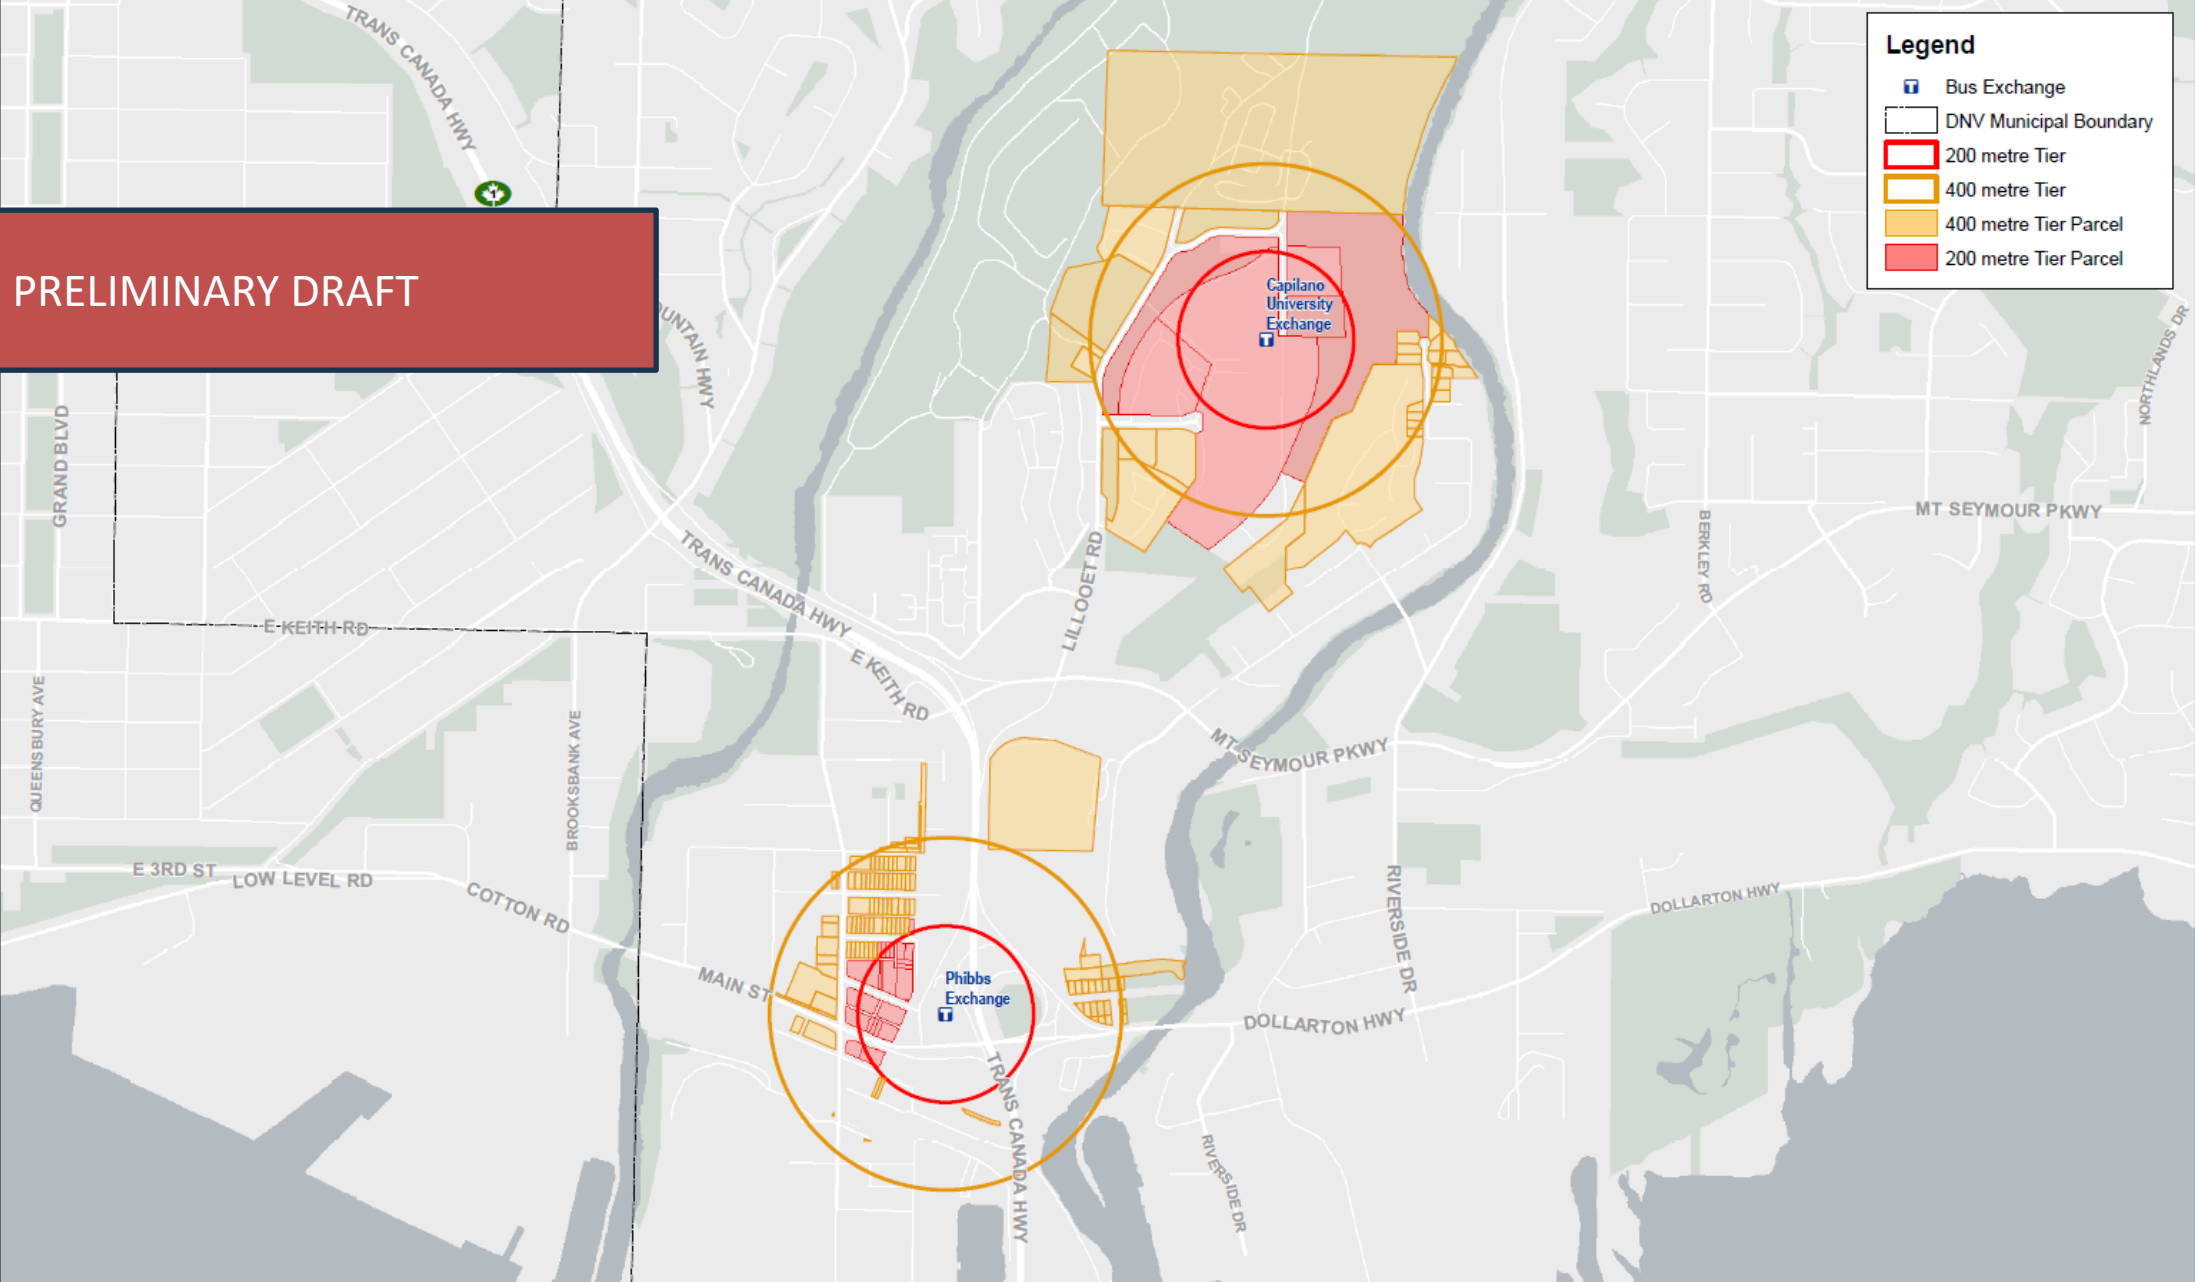 TRANS CANADA HWY
1
PRELIMINARY DRAFT
Legend
Bus Exchange
DNV Municipal Boundary
200 metre Tier
400 metre Tier
400 metre Tier Parcel
200 metre Tier Parcel
Capilano
University
Exchange
NORTHLANDS DR
GRAND BLVD
MT SEYMOUR PKWY
BERKLEY RD
TRANS CANADA HWY
LILLOOET RD
E KEITH RD
E KEITH RD
QUEENSBURY AVE
BROOKSBANK AVE
MT SEYMOUR PKWY
E 3RD ST
LOW LEVEL RD
COTTON RD
RIVERSIDE DR
DOLLARTON HWY
MAIN ST
Phibbs
Exchange
DOLLARTON HWY
TRANS CANADA HWY
RIVERSIDE DR